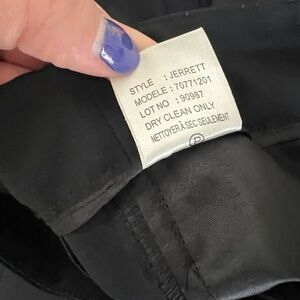 STYLE : JERRETT
MODELE : 70771201
LOT NO : 90987
DRY CLEAN ONLY
NETTOYER À SEC SEULEMENT
P